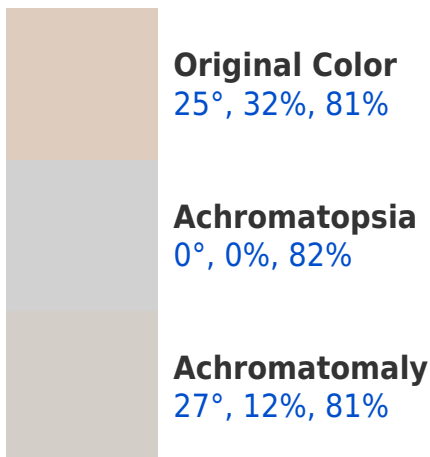 Original Color
25°, 32%, 81%
Achromatopsia
0°, 0%, 82%
Achromatomaly
27°, 12%, 81%